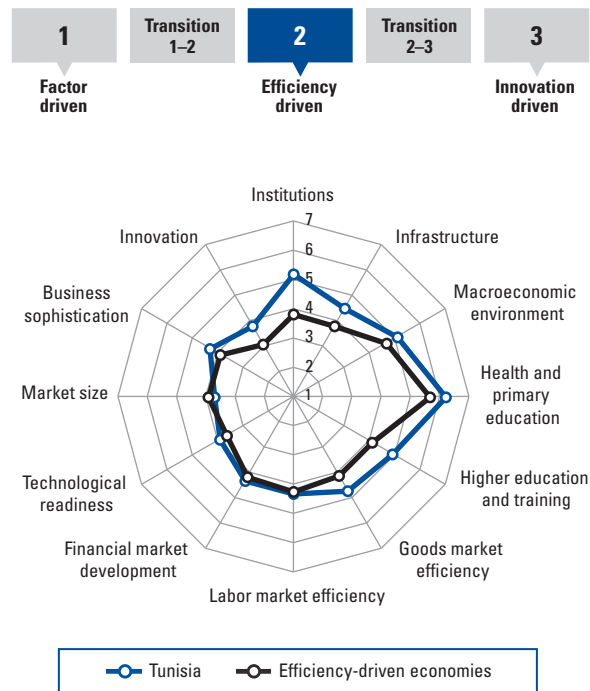 1
Transition
1–2
2
Transition
2–3
3
Factor
driven
Efficiency
driven
Innovation
driven
Institutions
7
Innovation
Infrastructure
6
5
Business
sophistication
Macroeconomic
environment
4
3
2
Market size
1
Health and
primary
education
Technological
readiness
Higher education
and training
Financial market
development
Goods market
efficiency
Labor market efficiency
Tunisia
Efficiency-driven economies